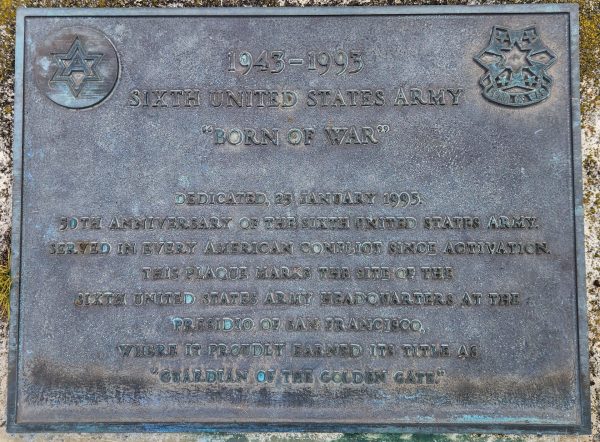 1943–1993
SIXTH UNITED STATES ARMY
"BORN OF WAR"
DEDICATED, 25 JANUARY 1993.
50TH ANNIVERSARY OF THE SIXTH UNITED STATES ARMY.
SERVED IN EVERY AMERICAN CONFLICT SINCE ACTIVATION.
THIS PLAQUE MARKS THE SITE OF THE
SIXTH UNITED STATES ARMY HEADQUARTERS AT THE
PRESIDIO OF SAN FRANCISCO,
WHERE IT PROUDLY EARNED ITS TITLE AS
"GUARDIAN OF THE GOLDEN GATE."